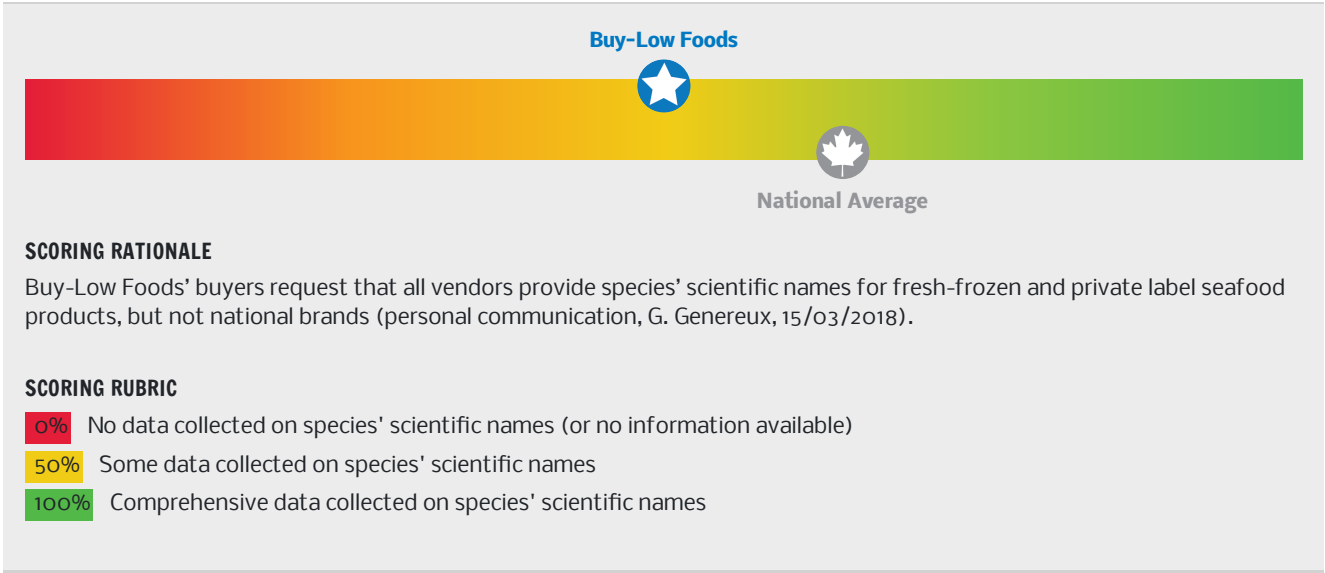 Buy-Low Foods
National Average
SCORING RATIONALE
Buy-Low Foods’ buyers request that all vendors provide species’ scientific names for fresh-frozen and private label seafood
products, but not national brands (personal communication, G. Genereux, 15/03/2018).
SCORING RUBRIC
0% No data collected on species' scientific names (or no information available)
50% Some data collected on species' scientific names
100% Comprehensive data collected on species' scientific names